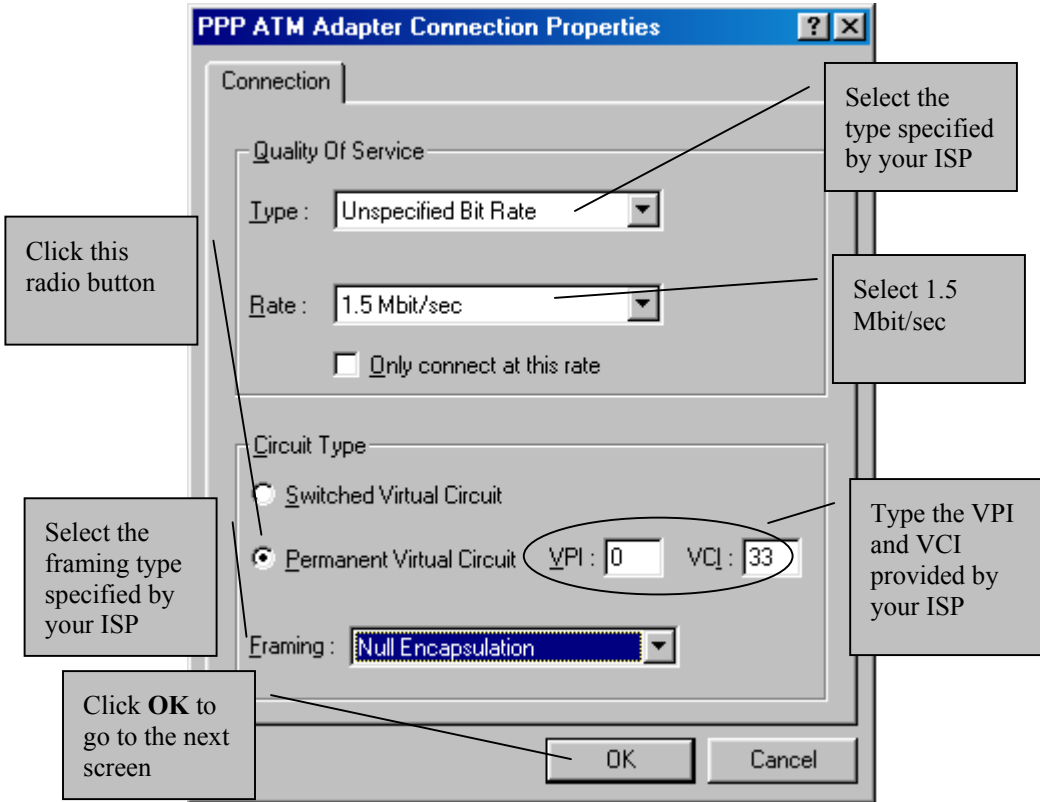 PPP ATM Adapter Connection Properties
Connection
Select the
type specified
by your ISP
Quality Of Service
Type : Unspecified Bit Rate
Click this
radio button
Rate : 1.5 Mbit/sec
Select 1.5
Mbit/sec
Only connect at this rate
Circuit Type
Switched Virtual Circuit
Select the
framing type
specified by
your ISP
Permanent Virtual Circuit VPI : 0 VCI : 33
Type the VPI
and VCI
provided by
your ISP
Framing : Null Encapsulation
Click OK to
go to the next
screen
OK Cancel